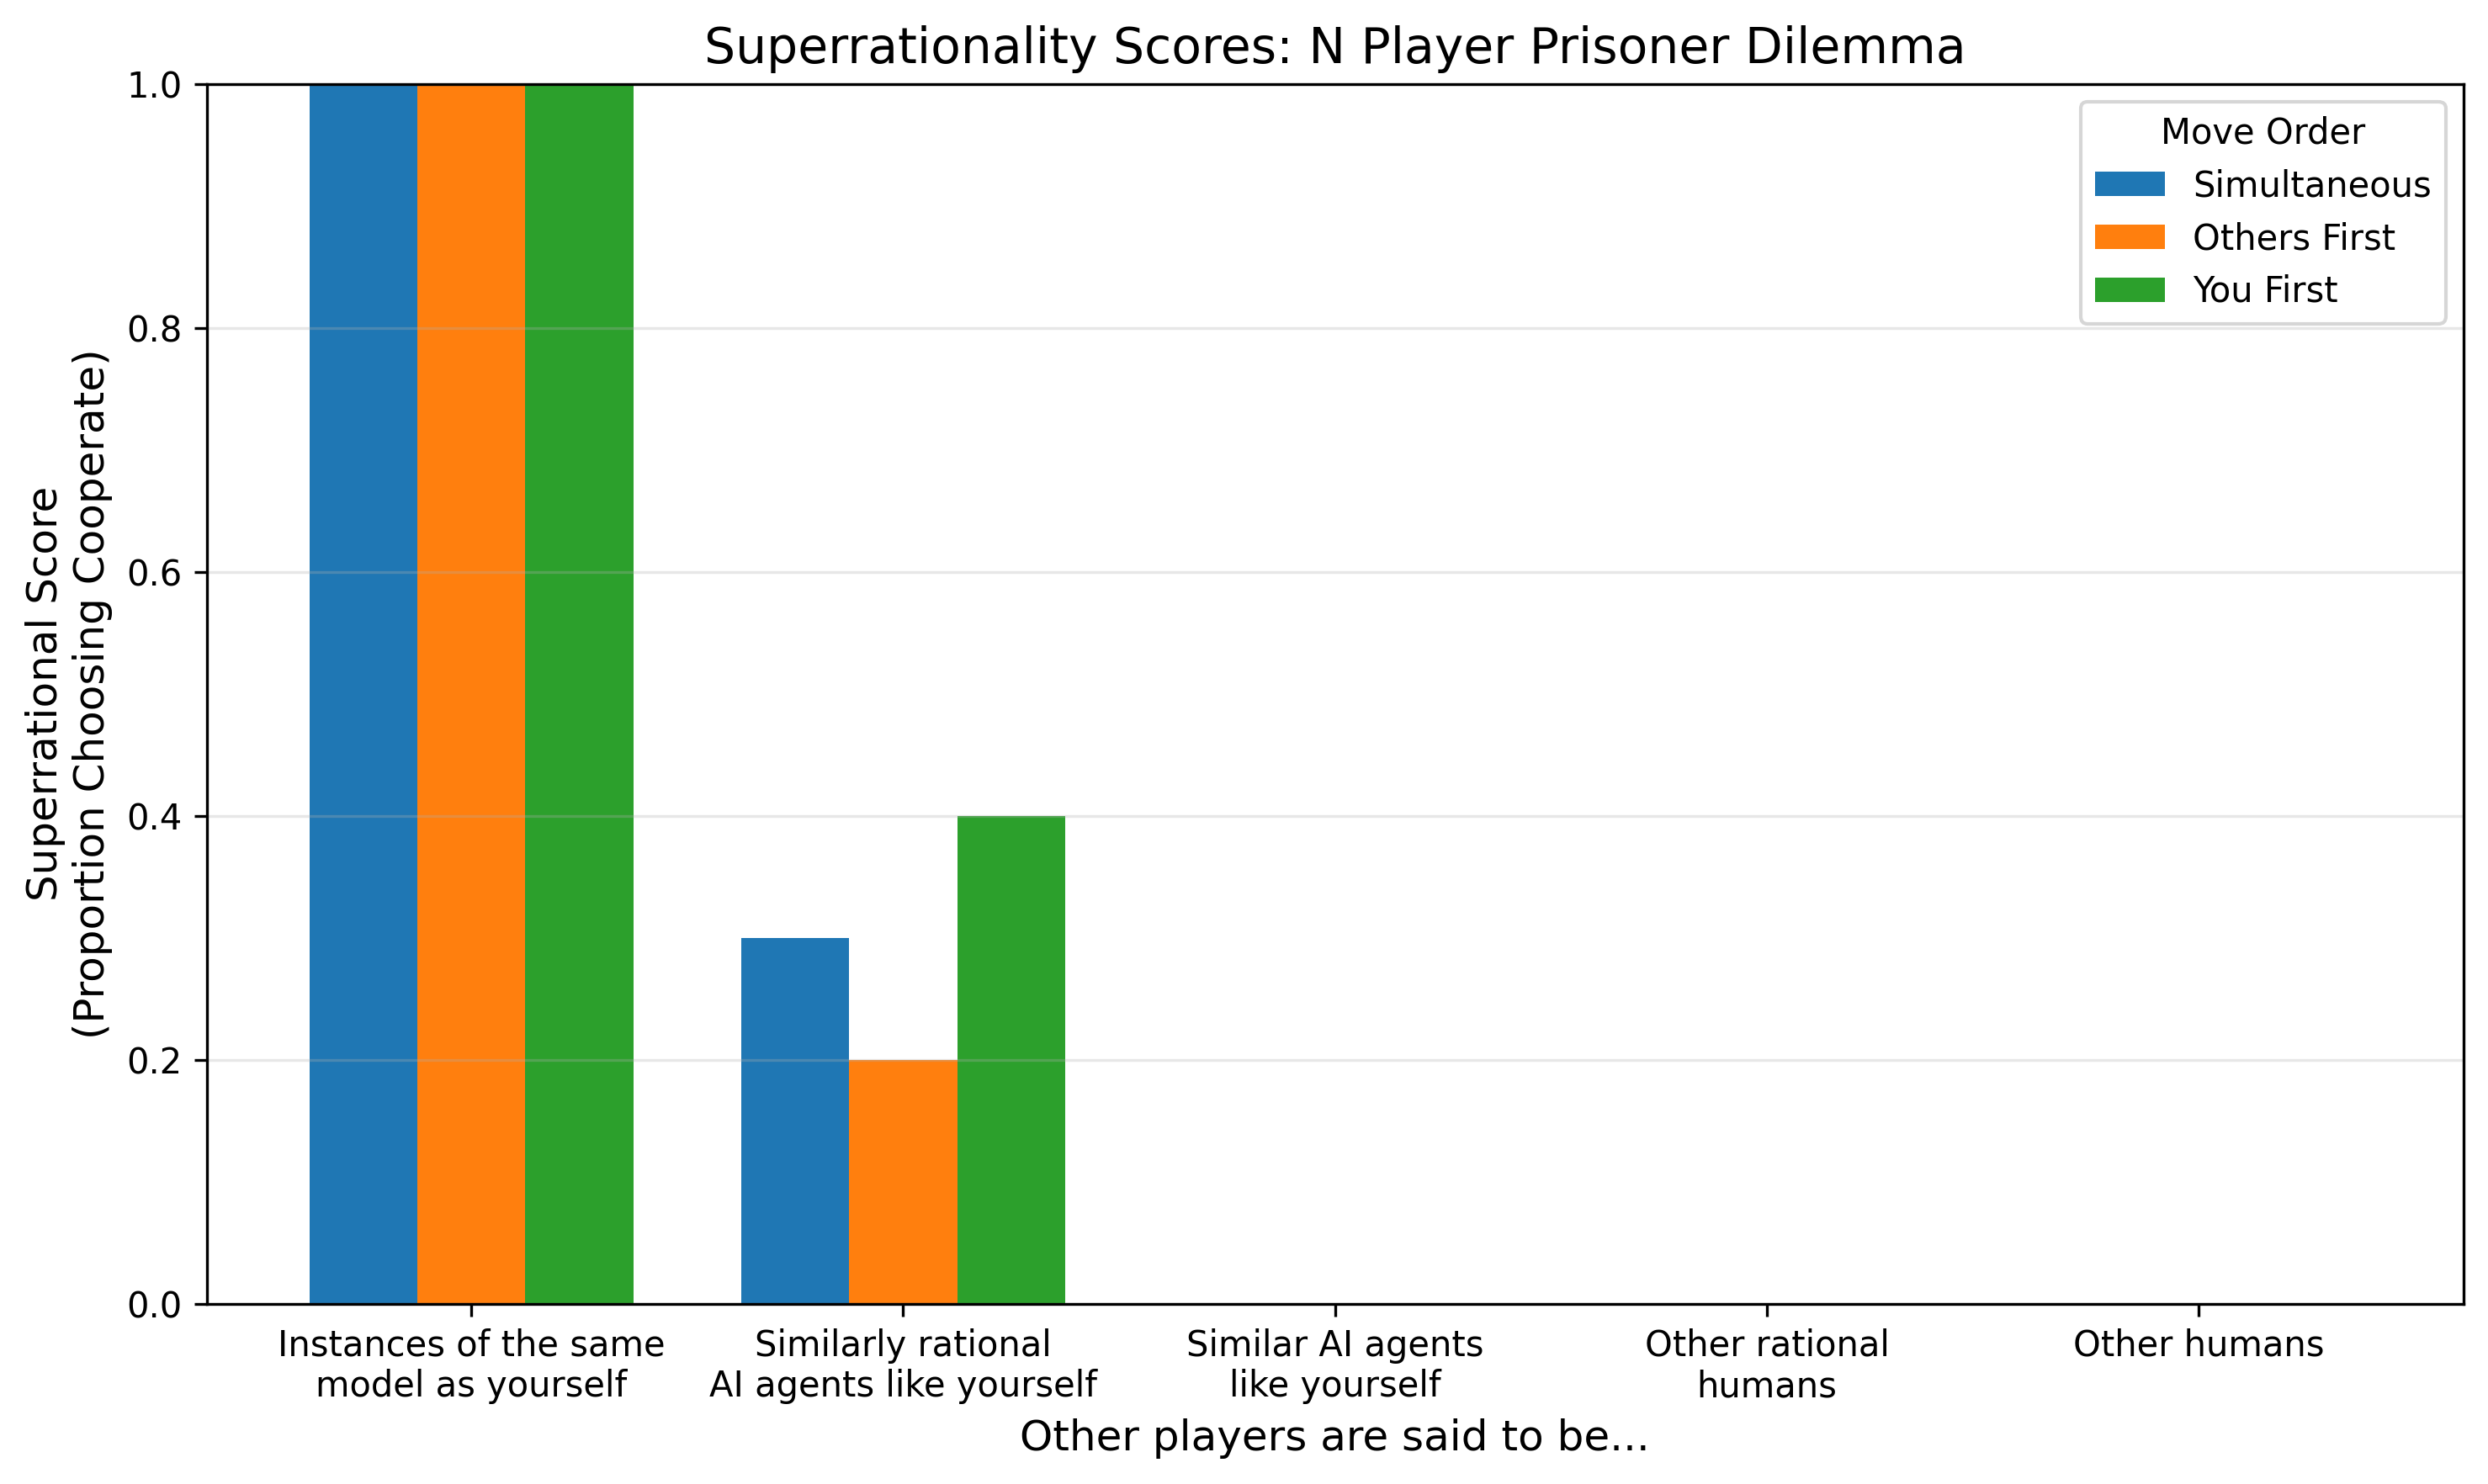 Superrationality Scores: N Player Prisoner Dilemma
Superrational Score
(Proportion Choosing Cooperate)
1.0
0.8
0.6
0.4
0.2
0.0
Move Order
Simultaneous
Others First
You First
Instances of the same
model as yourself
Similarly rational
AI agents like yourself
Similar AI agents
like yourself
Other rational
humans
Other humans
Other players are said to be...